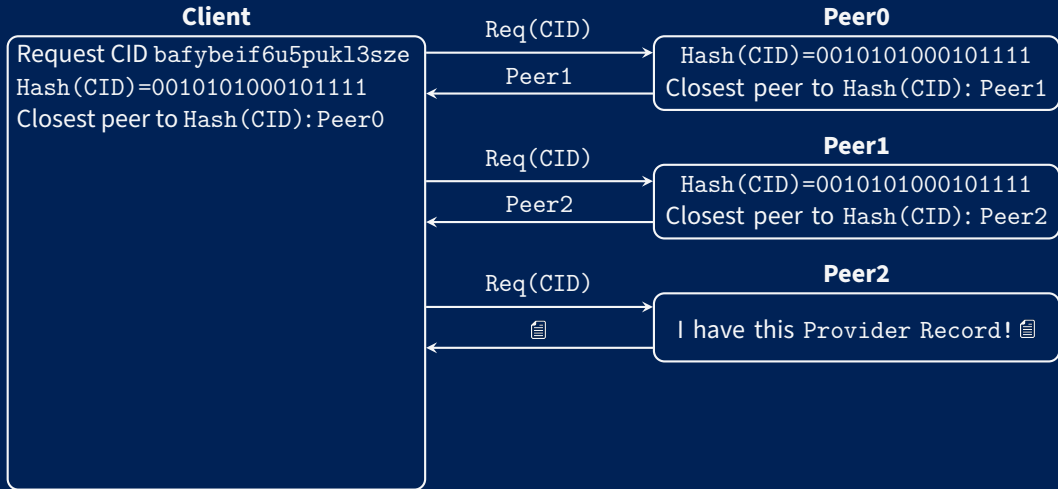 Client
Request CID bafybeif6u5pukl3sze
Hash(CID)=0010101000101111
Closest peer to Hash(CID): Peer0
Req(CID)
Peer1
Peer0
Hash(CID)=0010101000101111
Closest peer to Hash(CID): Peer1
Req(CID)
Peer2
Peer1
Hash(CID)=0010101000101111
Closest peer to Hash(CID): Peer2
Req(CID)
Peer2
I have this Provider Record!